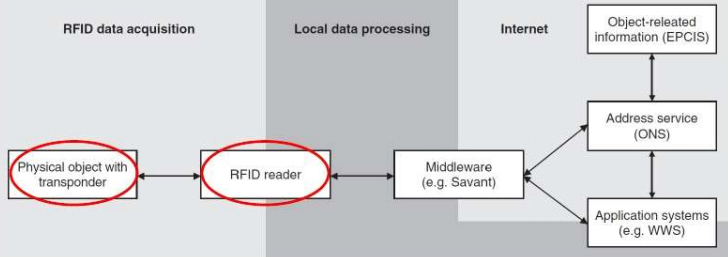 RFID data acquisition
Local data processing
Internet
Object-releated
information (EPCIS)
Address service
(ONS)
Physical object with
transponder
RFID reader
Middleware
(e.g. Savant)
Application systems
(e.g. WWS)